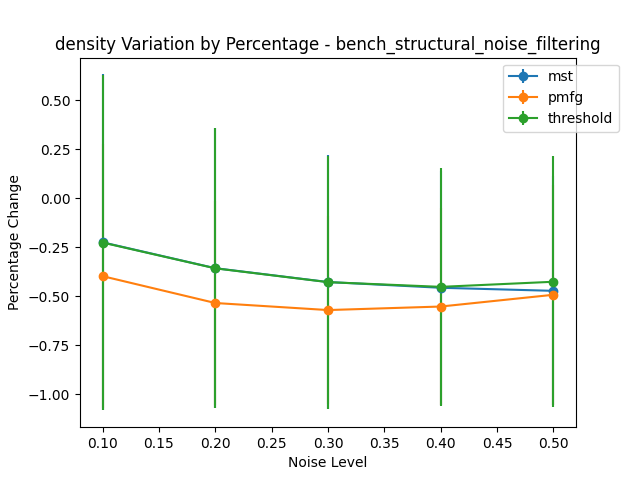 density Variation by Percentage - bench_structural_noise_filtering
mst
pmfg
threshold
Percentage Change
0.50
0.25
0.00
−0.25
−0.50
−0.75
−1.00
0.10
0.15
0.20
0.25
0.30
0.35
0.40
0.45
0.50
Noise Level